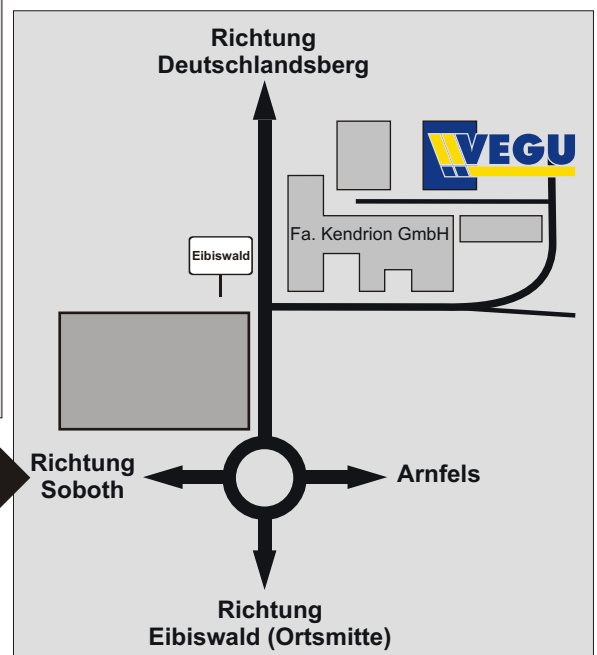 Richtung
Deutschlandsberg
VEGU
Fa. Kendrion GmbH
Eibiswald
Richtung
Soboth
Arnfels
Richtung
Eibiswald (Ortsmitte)